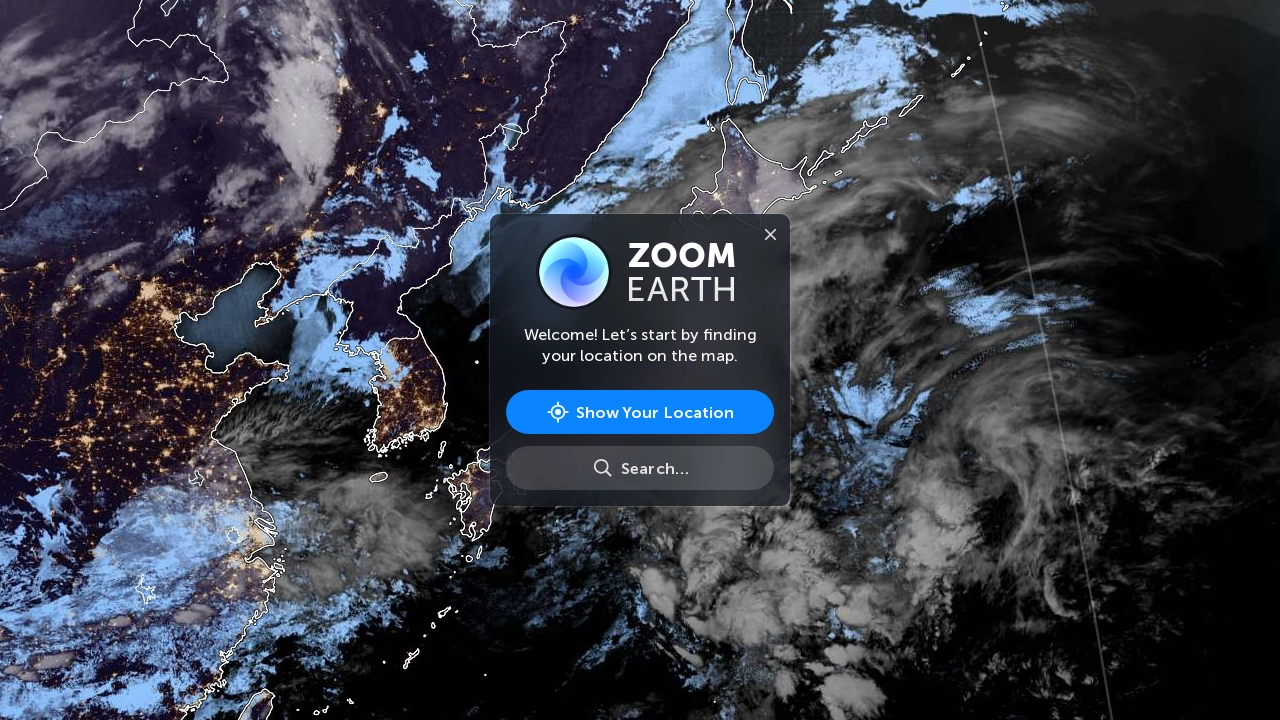 ZOOM
EARTH
Welcome! Let’s start by finding
your location on the map.
Show Your Location
Search…